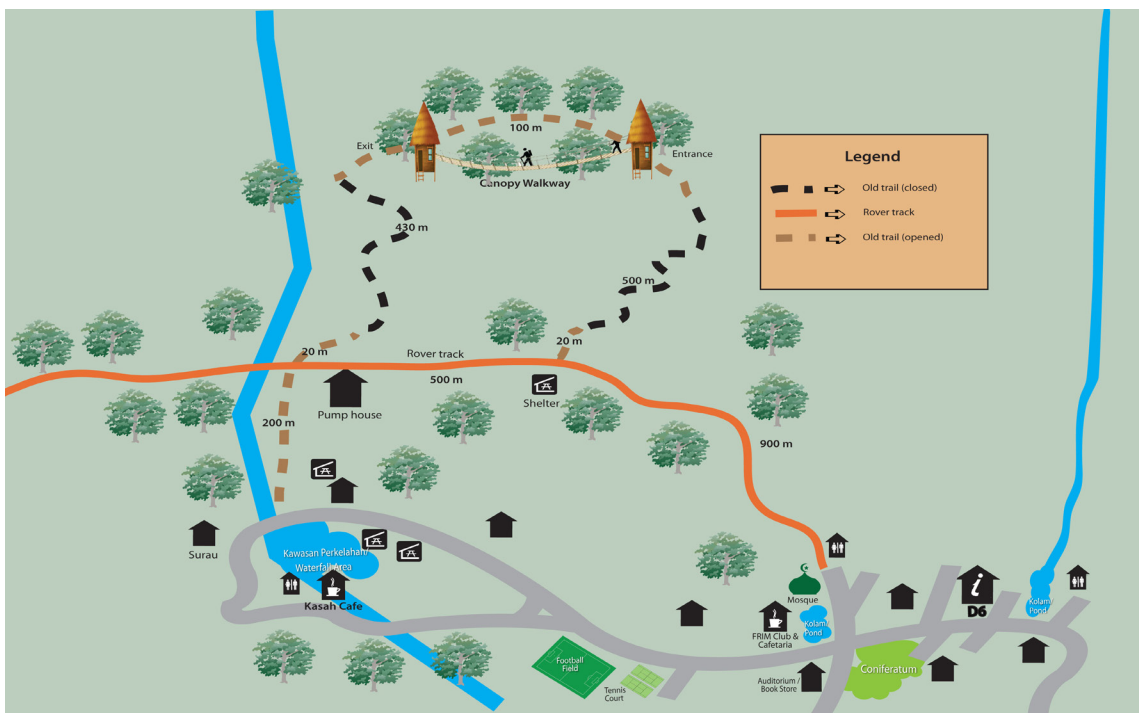 100 m
Exit
Entrance
Canopy Walkway
Legend
Old trail (closed)
Rover track
Old trail (opened)
430 m
500 m
20 m
20 m
Rover track
500 m
Shelter
Pump house
200 m
900 m
Surau
Kawasan Perkelahan/
Waterfall Area
Kasah Cafe
Mosque
FRIM Club &
Cafetaria
Kolam/
Pond
i
D6
Kolam/
Pond
Football
Field
Tennis
Court
Auditorium /
Book Store
Coniferatum